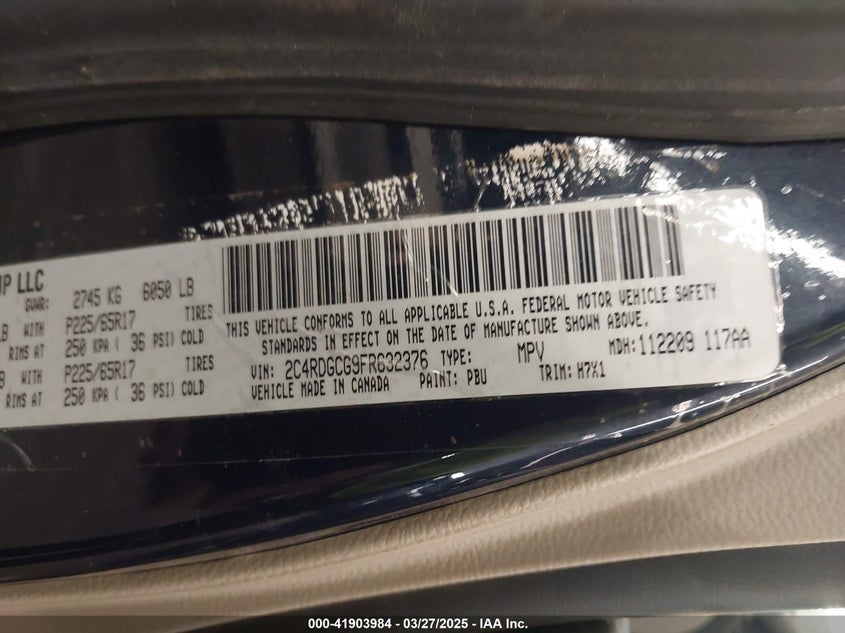 UP LLC
GVWR: 2745 KG 6050 LB
LB WITH P225/65R17 TIRES
RIMS AT 250 KPA ( 36 PSI) COLD
LB WITH P225/65R17 TIRES
RIMS AT 250 KPA ( 36 PSI) COLD
THIS VEHICLE CONFORMS TO ALL APPLICABLE U.S.A. FEDERAL MOTOR VEHICLE SAFETY
STANDARDS IN EFFECT ON THE DATE OF MANUFACTURE SHOWN ABOVE.
VIN: 2C4RDGCG9FR632376 TYPE: MPV MDH: 112209 117AA
VEHICLE MADE IN CANADA PAINT: PBU TRIM: H7X1
000-41903984 — 03/27/2025 — IAA Inc.